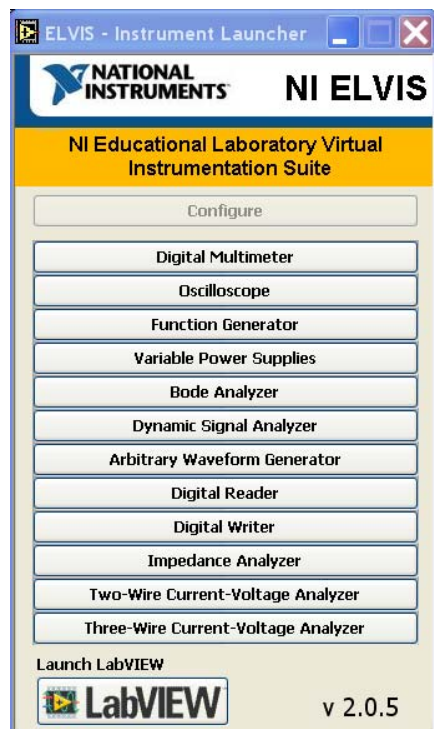 ELVIS - Instrument Launcher
NATIONAL
INSTRUMENTS
NI ELVIS
NI Educational Laboratory Virtual
Instrumentation Suite
Configure
Digital Multimeter
Oscilloscope
Function Generator
Variable Power Supplies
Bode Analyzer
Dynamic Signal Analyzer
Arbitrary Waveform Generator
Digital Reader
Digital Writer
Impedance Analyzer
Two-Wire Current-Voltage Analyzer
Three-Wire Current-Voltage Analyzer
Launch LabVIEW
LabVIEW
v 2.0.5